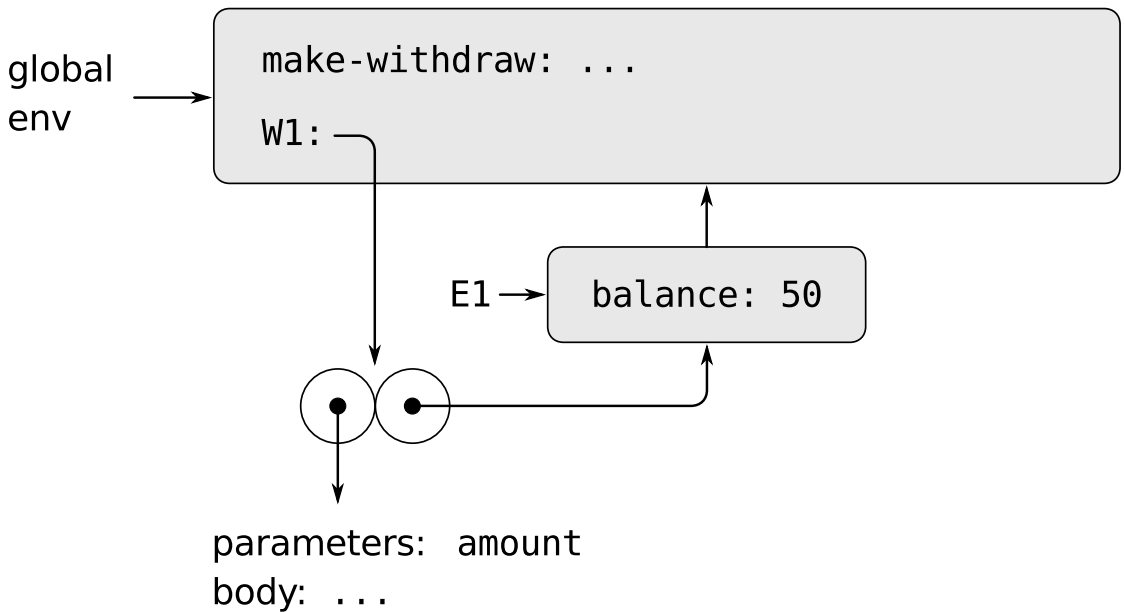 global
env
make-withdraw: ...
W1:
E1
balance: 50
parameters: amount
body: ...